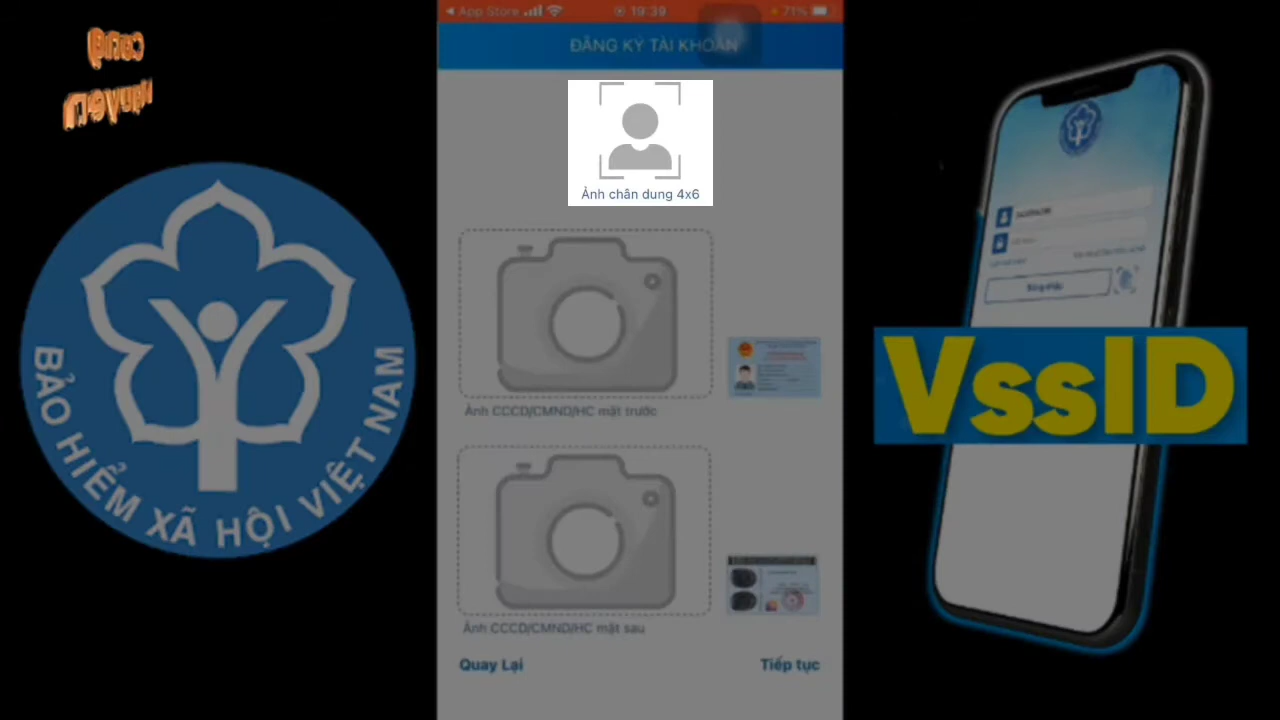 App Store
19:39
71%
ĐĂNG KÝ TÀI KHOẢN
Ảnh chân dung 4x6
Ảnh CCCD/CMND/HC mặt trước
Ảnh CCCD/CMND/HC mặt sau
Quay Lại
Tiếp tục
BẢO HIỂM XÃ HỘI VIỆT NAM
VssID